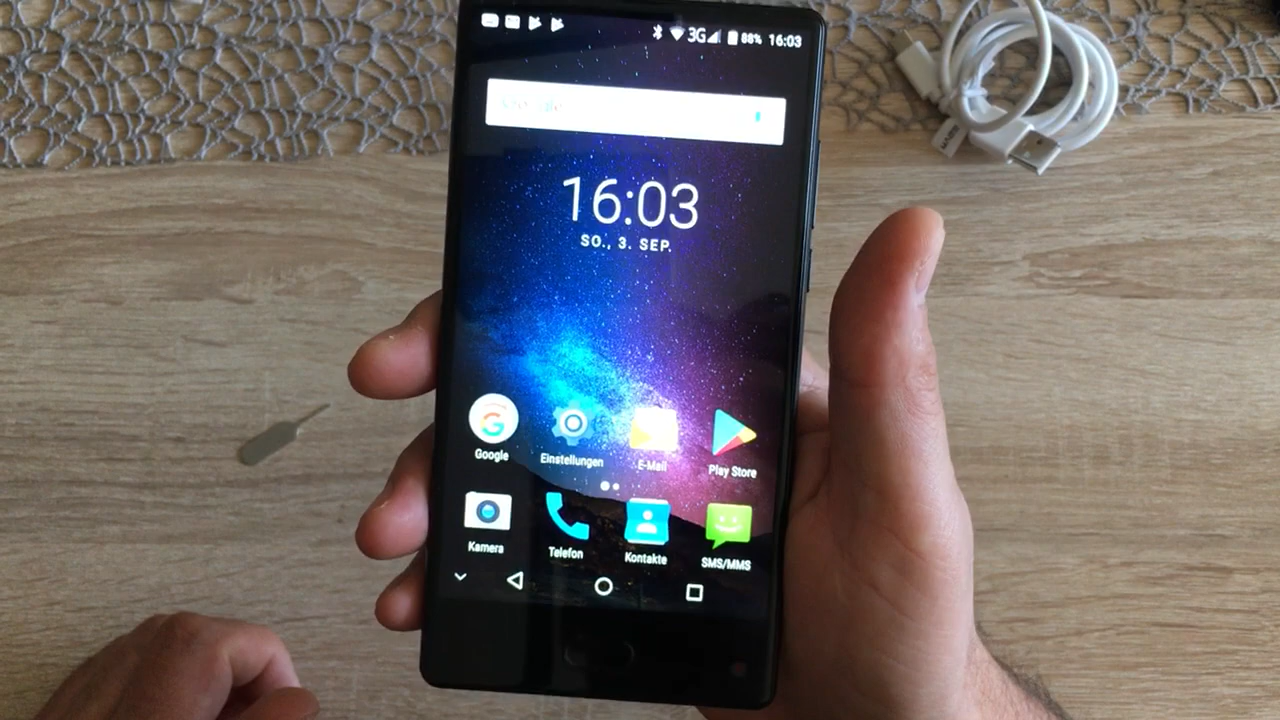 3G 88% 16:03
Google
16:03
SO., 3. SEP.
Google Einstellungen E-Mail Play Store
Kamera Telefon Kontakte SMS/MMS